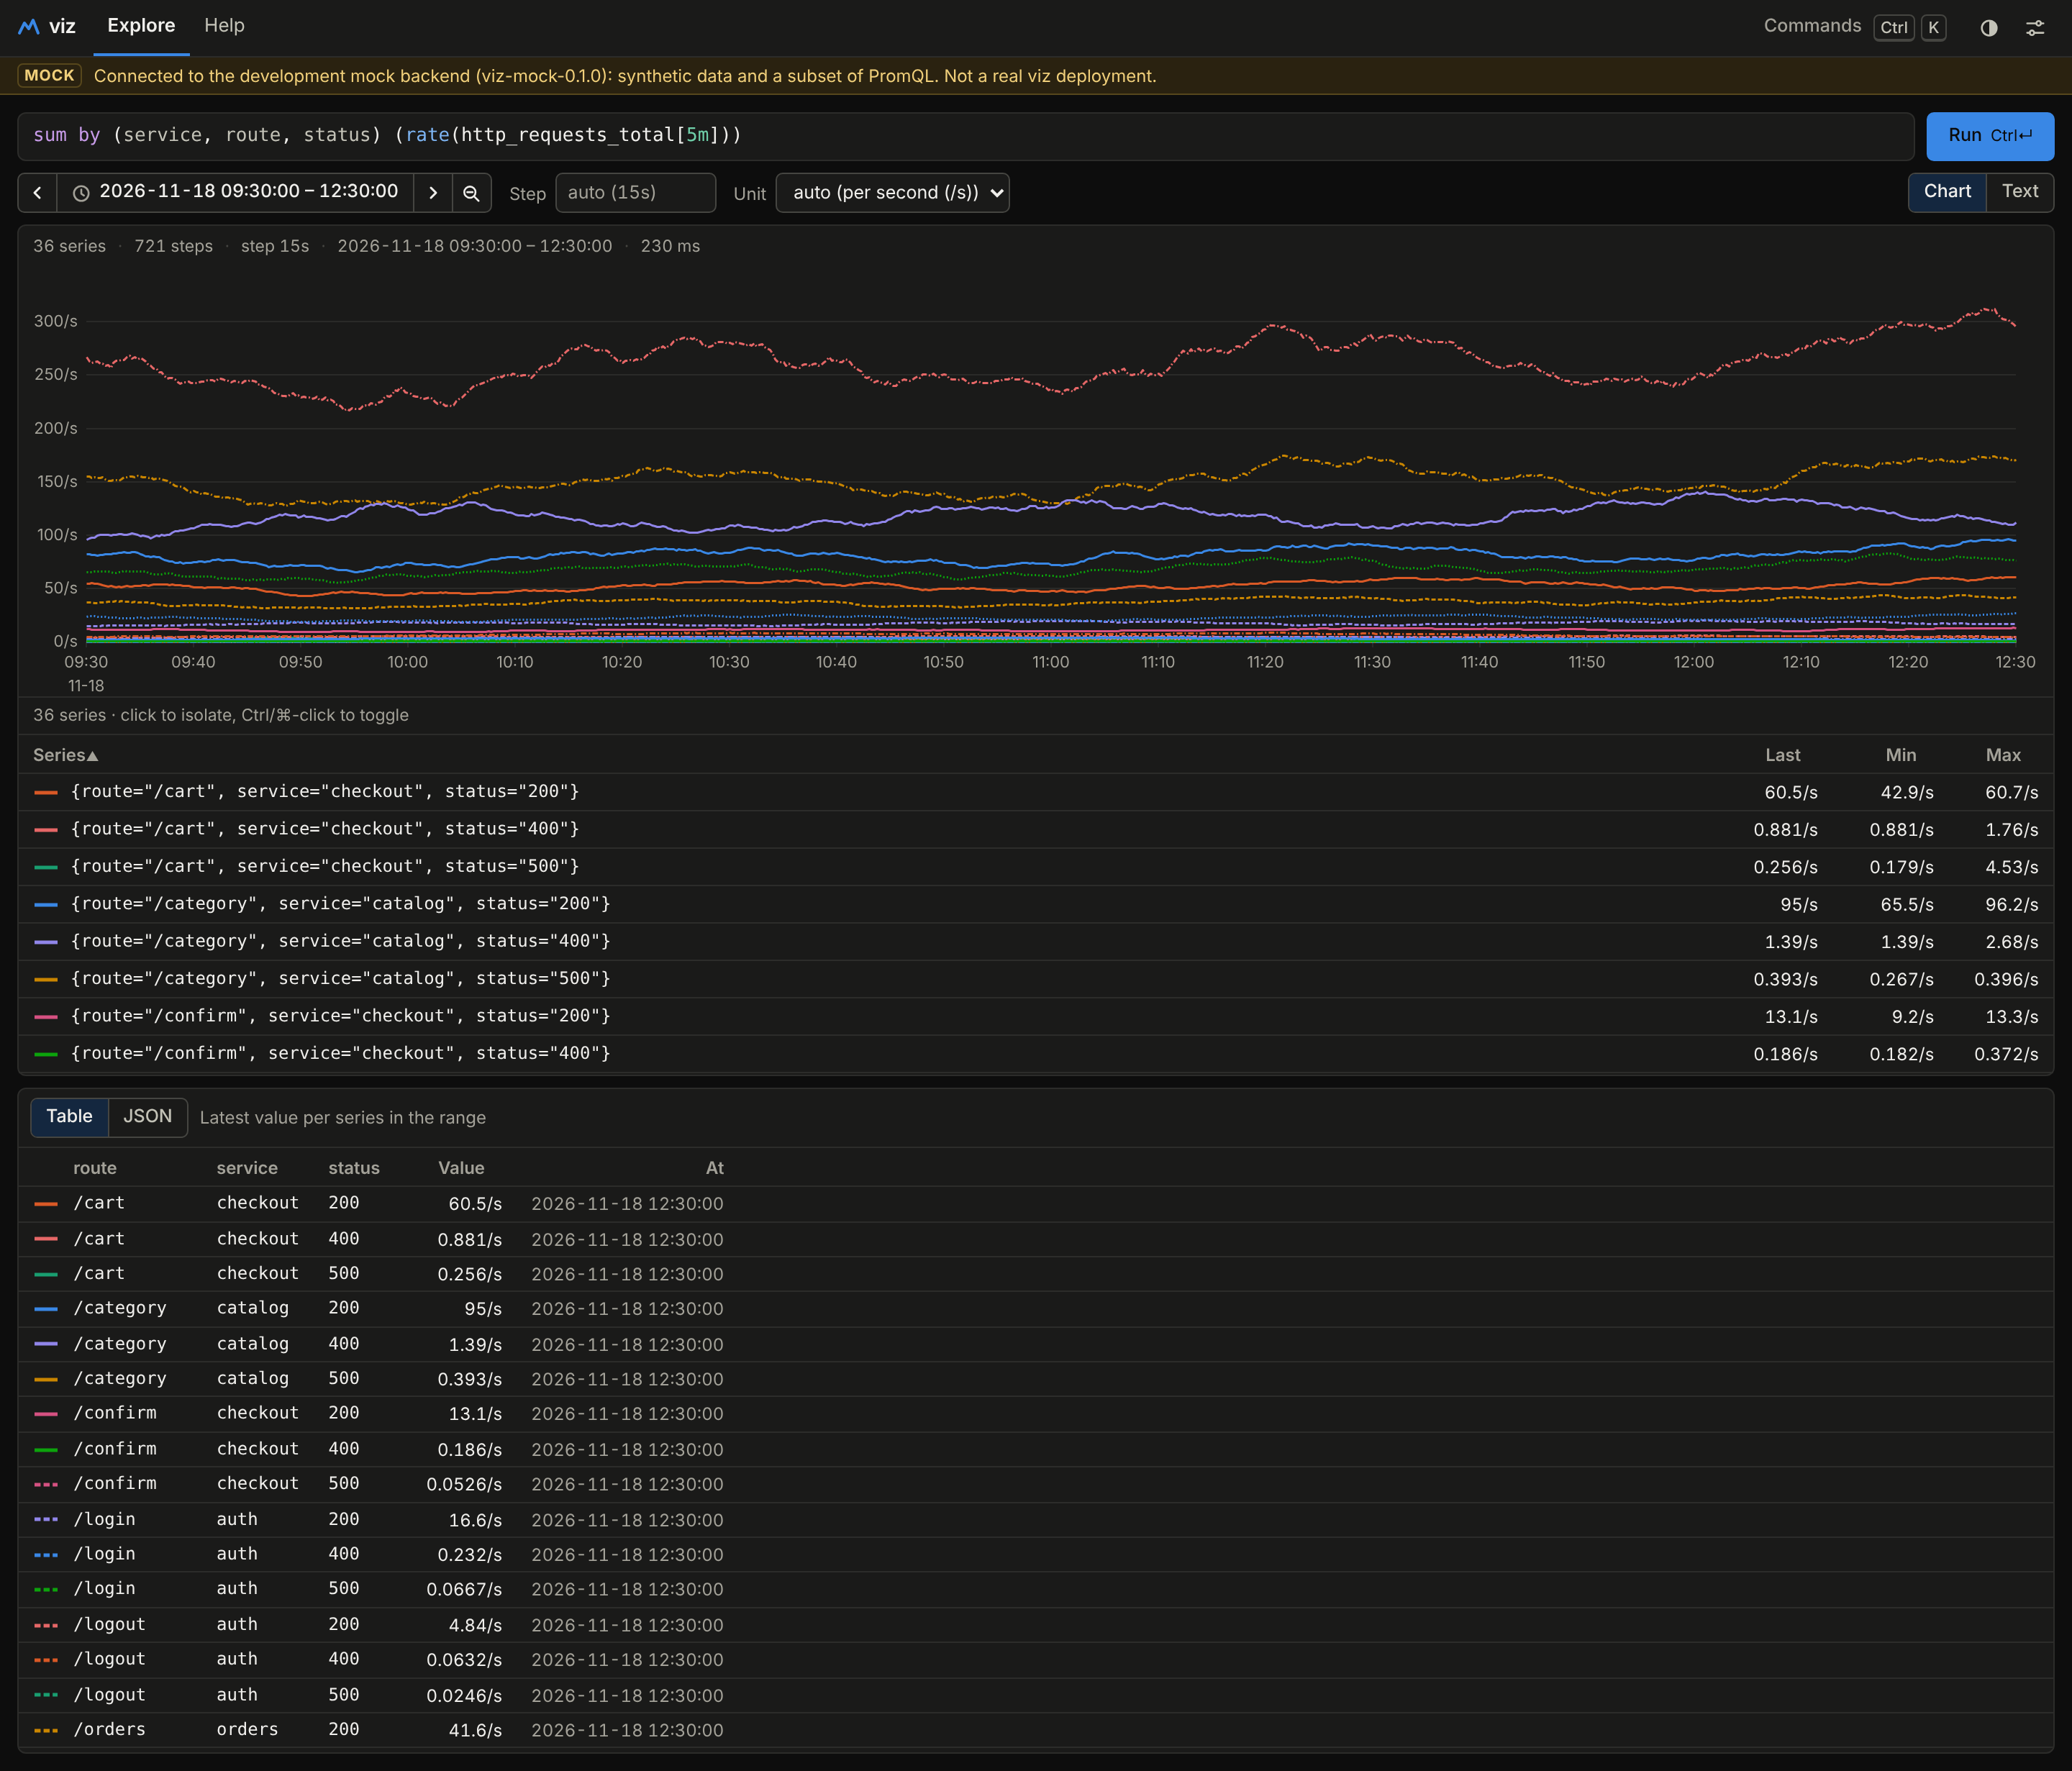 viz Explore Help Commands Ctrl K
MOCK Connected to the development mock backend (viz-mock-0.1.0): synthetic data and a subset of PromQL. Not a real viz deployment.
sum by (service, route, status) (rate(http_requests_total[5m])) Run Ctrl↵
2026-11-18 09:30:00 – 12:30:00 Step auto (15s) Unit auto (per second (/s)) Chart Text
36 series · 721 steps · step 15s · 2026-11-18 09:30:00 – 12:30:00 · 230 ms
300/s
250/s
200/s
150/s
100/s
50/s
0/s
09:30 09:40 09:50 10:00 10:10 10:20 10:30 10:40 10:50 11:00 11:10 11:20 11:30 11:40 11:50 12:00 12:10 12:20 12:30
11-18
36 series · click to isolate, Ctrl/⌘-click to toggle
Series▲ Last Min Max
{route="/cart", service="checkout", status="200"} 60.5/s 42.9/s 60.7/s
{route="/cart", service="checkout", status="400"} 0.881/s 0.881/s 1.76/s
{route="/cart", service="checkout", status="500"} 0.256/s 0.179/s 4.53/s
{route="/category", service="catalog", status="200"} 95/s 65.5/s 96.2/s
{route="/category", service="catalog", status="400"} 1.39/s 1.39/s 2.68/s
{route="/category", service="catalog", status="500"} 0.393/s 0.267/s 0.396/s
{route="/confirm", service="checkout", status="200"} 13.1/s 9.2/s 13.3/s
{route="/confirm", service="checkout", status="400"} 0.186/s 0.182/s 0.372/s
Table JSON Latest value per series in the range
route service status Value At
/cart checkout 200 60.5/s 2026-11-18 12:30:00
/cart checkout 400 0.881/s 2026-11-18 12:30:00
/cart checkout 500 0.256/s 2026-11-18 12:30:00
/category catalog 200 95/s 2026-11-18 12:30:00
/category catalog 400 1.39/s 2026-11-18 12:30:00
/category catalog 500 0.393/s 2026-11-18 12:30:00
/confirm checkout 200 13.1/s 2026-11-18 12:30:00
/confirm checkout 400 0.186/s 2026-11-18 12:30:00
/confirm checkout 500 0.0526/s 2026-11-18 12:30:00
/login auth 200 16.6/s 2026-11-18 12:30:00
/login auth 400 0.232/s 2026-11-18 12:30:00
/login auth 500 0.0667/s 2026-11-18 12:30:00
/logout auth 200 4.84/s 2026-11-18 12:30:00
/logout auth 400 0.0632/s 2026-11-18 12:30:00
/logout auth 500 0.0246/s 2026-11-18 12:30:00
/orders orders 200 41.6/s 2026-11-18 12:30:00